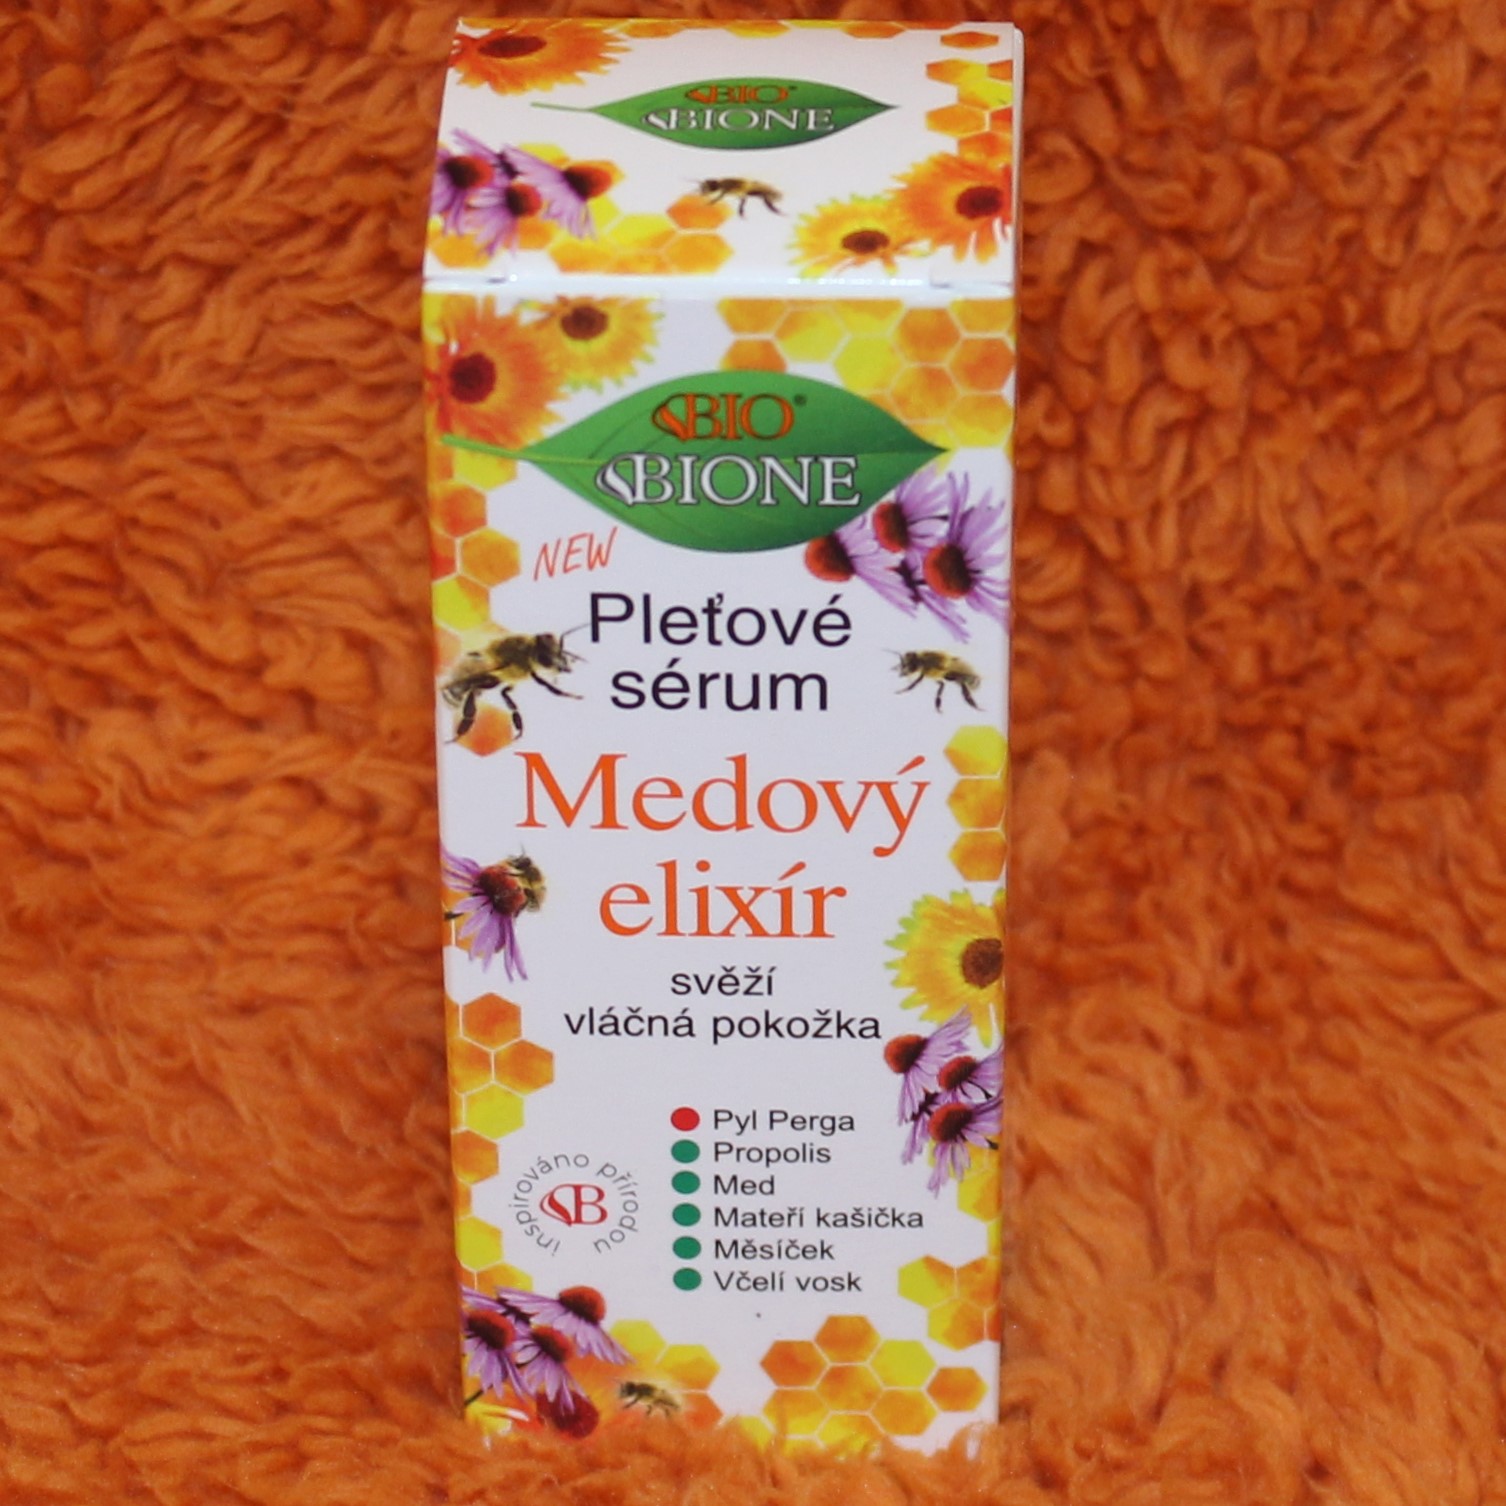 BIO
BIONE
BIO®
BIONE
NEW
Pleťové
sérum
Medový
elixír
svěží
vláčná pokožka
Pyl Perga
Propolis
Med
Mateří kašička
Měsíček
Včelí vosk
inspirováno přírodou
B